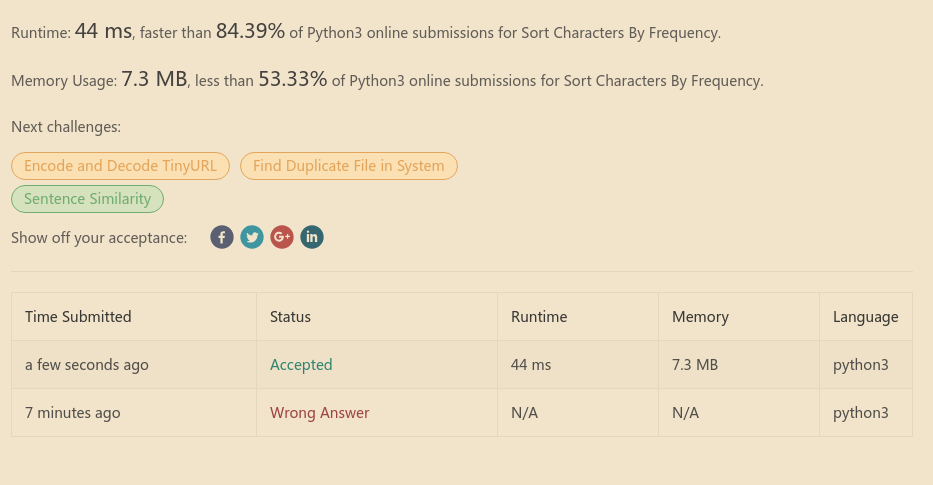 Runtime: 44 ms, faster than 84.39% of Python3 online submissions for Sort Characters By Frequency.
Memory Usage: 7.3 MB, less than 53.33% of Python3 online submissions for Sort Characters By Frequency.
Next challenges:
Encode and Decode TinyURL Find Duplicate File in System
Sentence Similarity
Show off your acceptance: f G+ in
Time Submitted Status Runtime Memory Language
a few seconds ago Accepted 44 ms 7.3 MB python3
7 minutes ago Wrong Answer N/A N/A python3